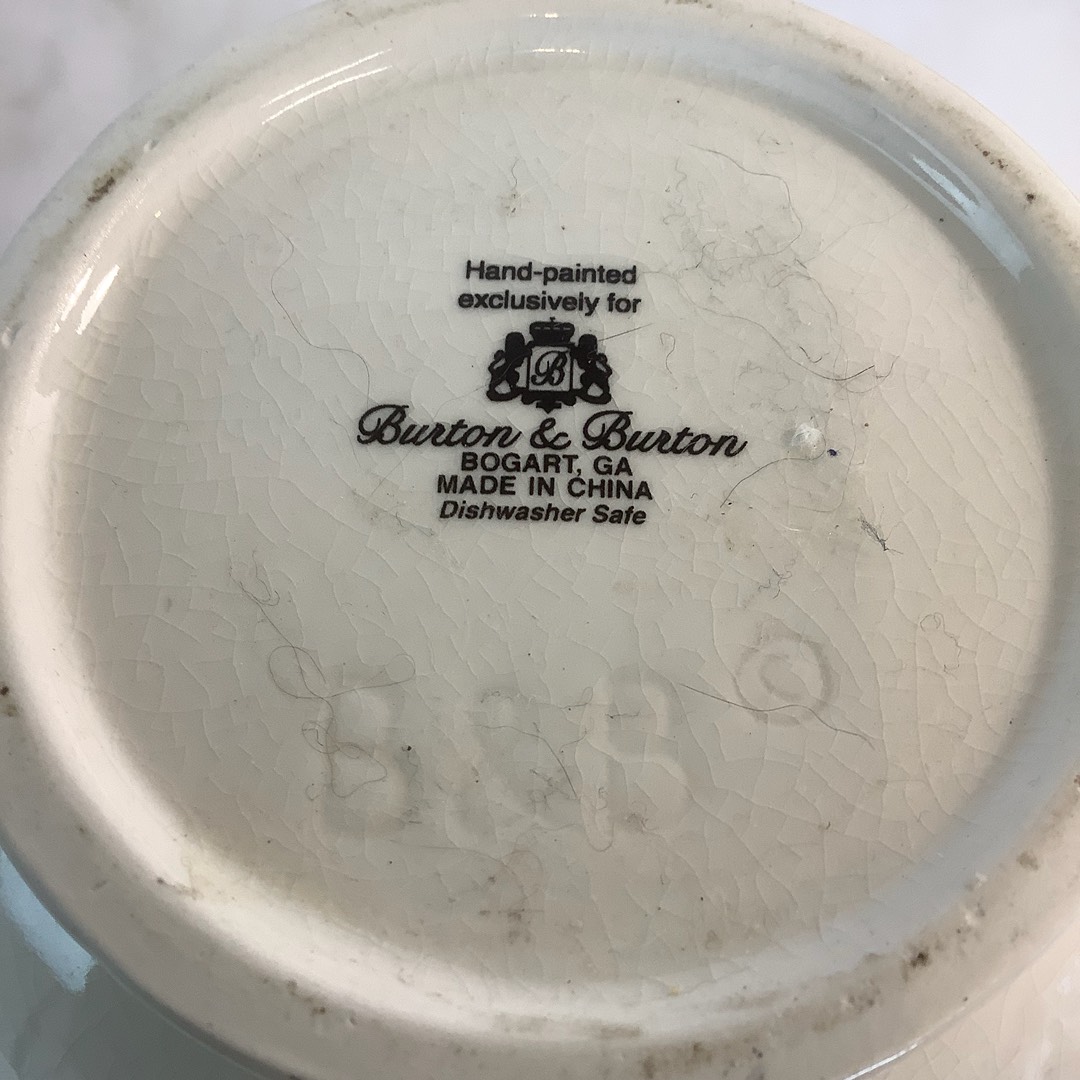 Hand-painted
exclusively for
B
Burton & Burton
BOGART, GA
MADE IN CHINA
Dishwasher Safe
B&B ©